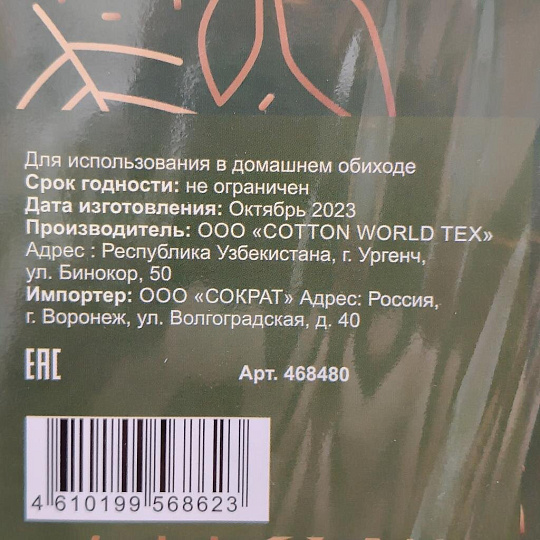 Для использования в домашнем обиходе
Срок годности: не ограничен
Дата изготовления: Октябрь 2023
Производитель: ООО «COTTON WORLD TEX»
Адрес : Республика Узбекистана, г. Ургенч,
ул. Бинокор, 50
Импортер: ООО «СОКРАТ» Адрес: Россия,
г. Воронеж, ул. Волгоградская, д. 40
EAC
Арт. 468480
4 610199 568623